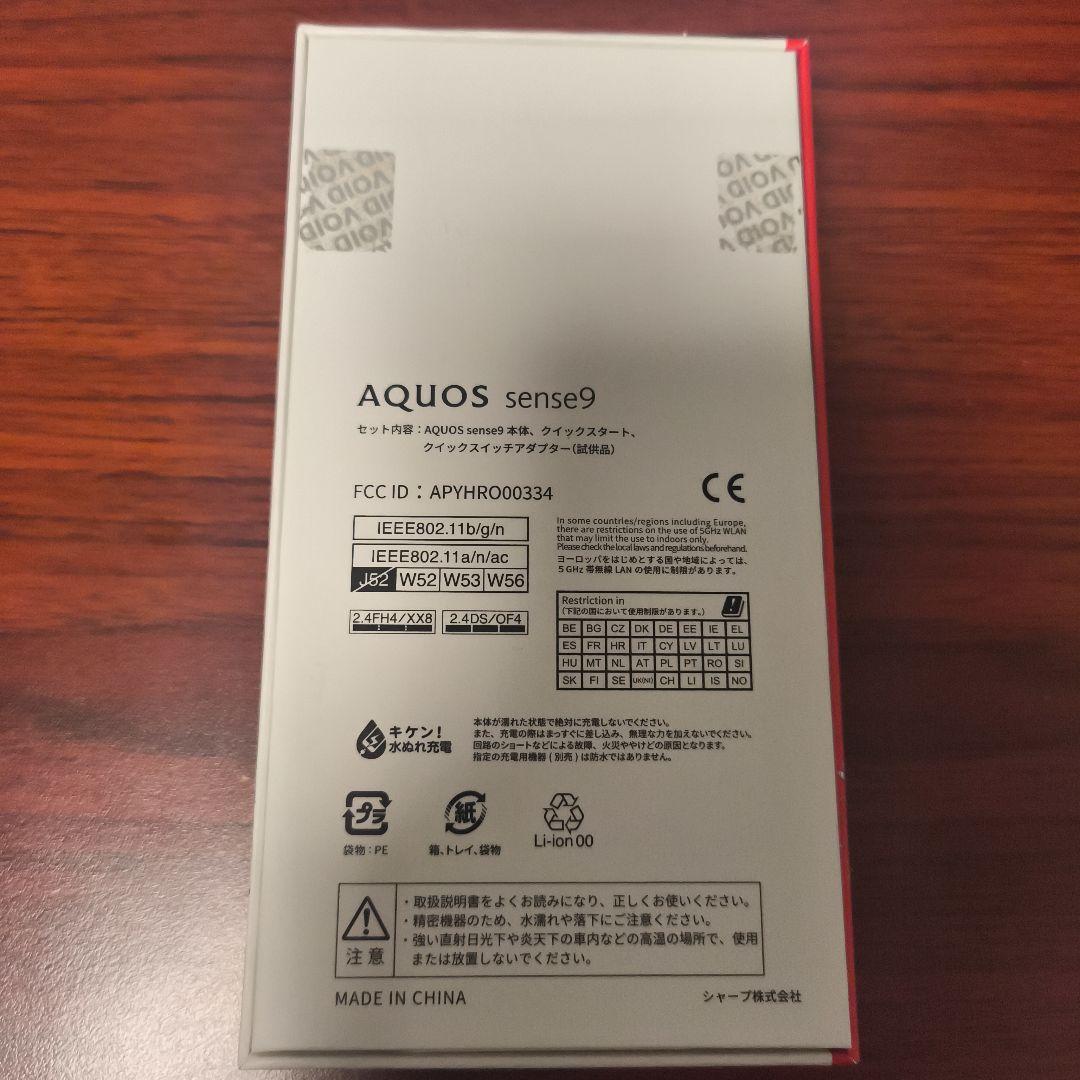 VOID VOID
VOID VOID
VOID VOID
VOID VOID
AQUOS sense9
セット内容：AQUOS sense9 本体、クイックスタート、
クイックスイッチアダプター（試供品）
FCC ID：APYHRO00334
CE
IEEE802.11b/g/n
IEEE802.11a/n/ac
J52 W52 W53 W56
2.4FH4/XX8 2.4DS/OF4
In some countries/regions including Europe,
there are restrictions on the use of 5GHz WLAN
that may limit the use to indoors only.
Please check the local laws and regulations beforehand.
ヨーロッパをはじめとする国や地域によっては、
5GHz 帯無線 LAN の使用に制限があります。
Restriction in
（下記の国において使用制限があります。）
BE BG CZ DK DE EE IE EL
ES FR HR IT CY LV LT LU
HU MT NL AT PL PT RO SI
SK FI SE UK(NI) CH LI IS NO
キケン！
水ぬれ充電
本体が濡れた状態で絶対に充電しないでください。
また、充電の際はまっすぐに差し込み、無理な力を加えないでください。
回路のショートなどによる故障、火災ややけどの原因となります。
指定の充電用機器 ( 別売 ) は防水ではありません。
プラ
袋物：PE
紙
箱、トレイ、袋物
Li-ion 00
注意
・取扱説明書をよくお読みになり、正しくお使いください。
・精密機器のため、水濡れや落下にご注意ください。
・強い直射日光下や炎天下の車内などの高温の場所で、使用
または放置しないでください。
MADE IN CHINA
シャープ株式会社